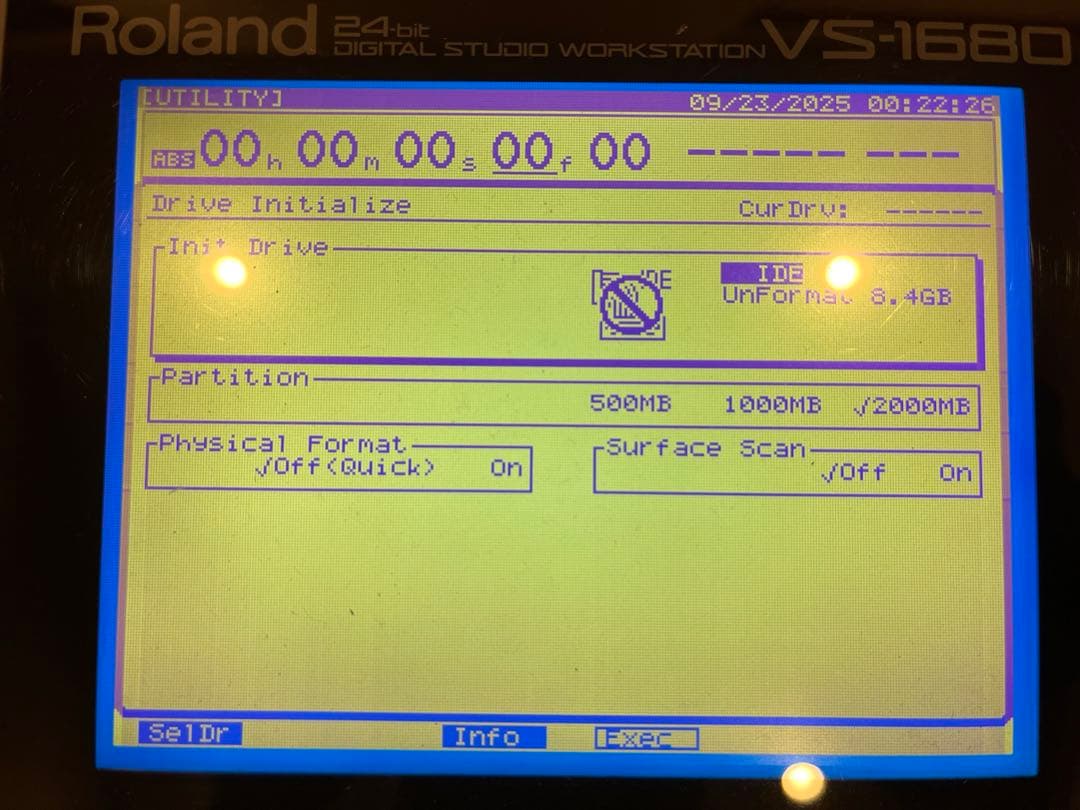 Roland 24-bit DIGITAL STUDIO WORKSTATION VS-1680
[UTILITY] 09/23/2025 00:22:26
ABS 00h 00m 00s 00f 00 ----- ---
Drive Initialize CurDrv: ------
Init Drive
IDE
UnFormat 8.4GB
Partition
500MB 1000MB √2000MB
Physical Format
√Off(Quick) On
Surface Scan
√Off On
SelDr Info Exec